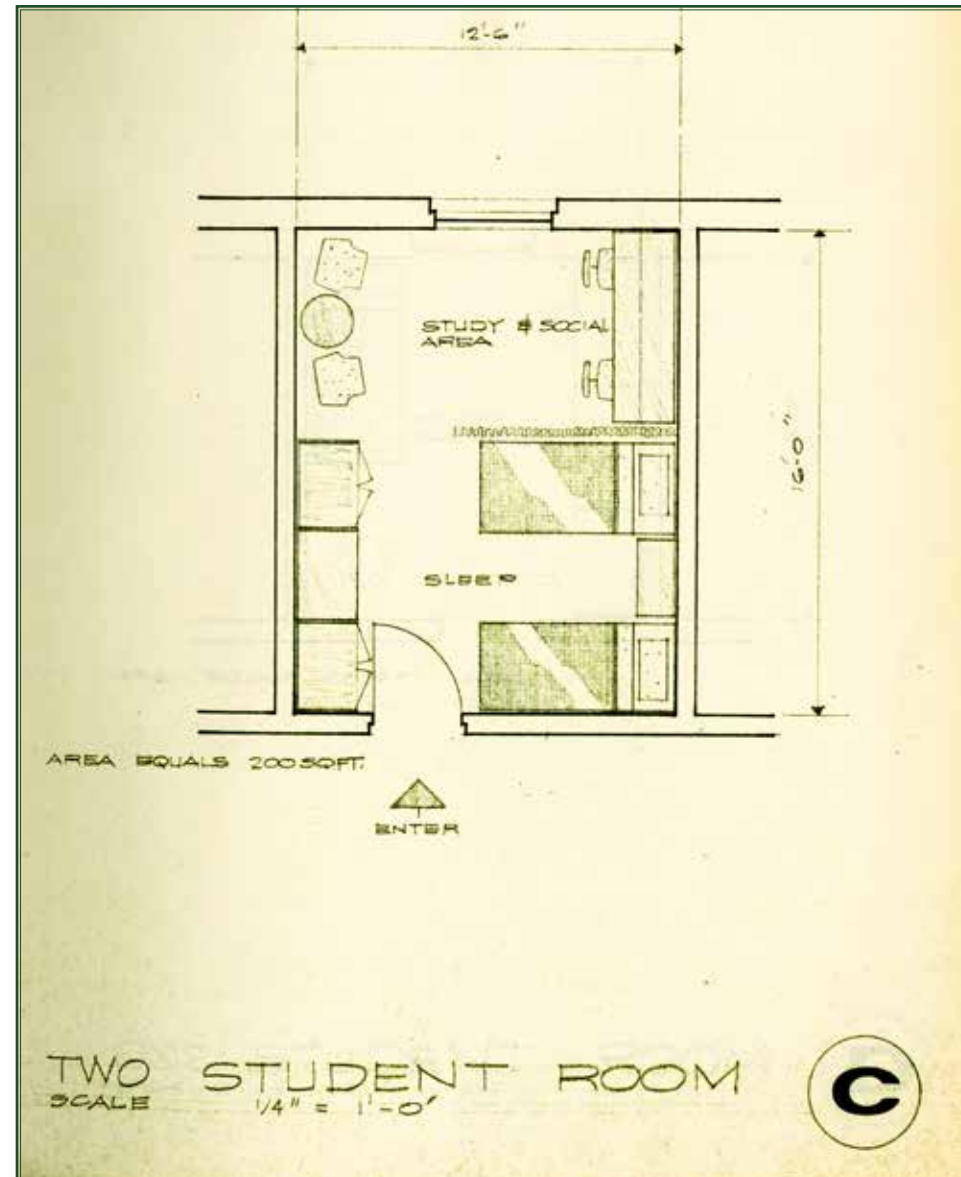 12'-6"
STUDY & SOCIAL
AREA
16'-0"
SLEEP
AREA EQUALS 200 SQ.FT.
ENTER
TWO STUDENT ROOM
SCALE 1/4" = 1'-0"
C